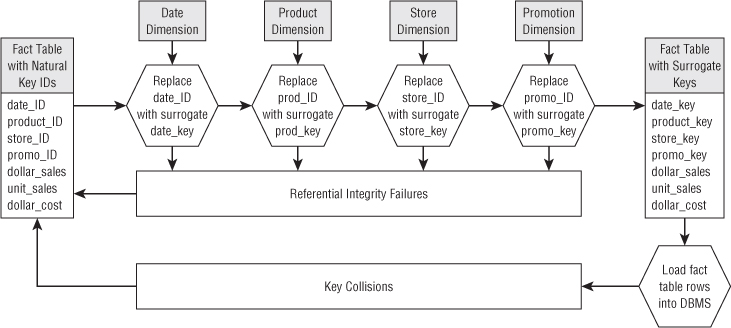 Date
Dimension
Product
Dimension
Store
Dimension
Promotion
Dimension
Fact Table
with Natural
Key IDs
date_ID
product_ID
store_ID
promo_ID
dollar_sales
unit_sales
dollar_cost
Replace
date_ID
with surrogate
date_key
Replace
prod_ID
with surrogate
prod_key
Replace
store_ID
with surrogate
store_key
Replace
promo_ID
with surrogate
promo_key
Fact Table
with Surrogate
Keys
date_key
product_key
store_key
promo_key
dollar_sales
unit_sales
dollar_cost
Referential Integrity Failures
Key Collisions
Load fact
table rows
into DBMS